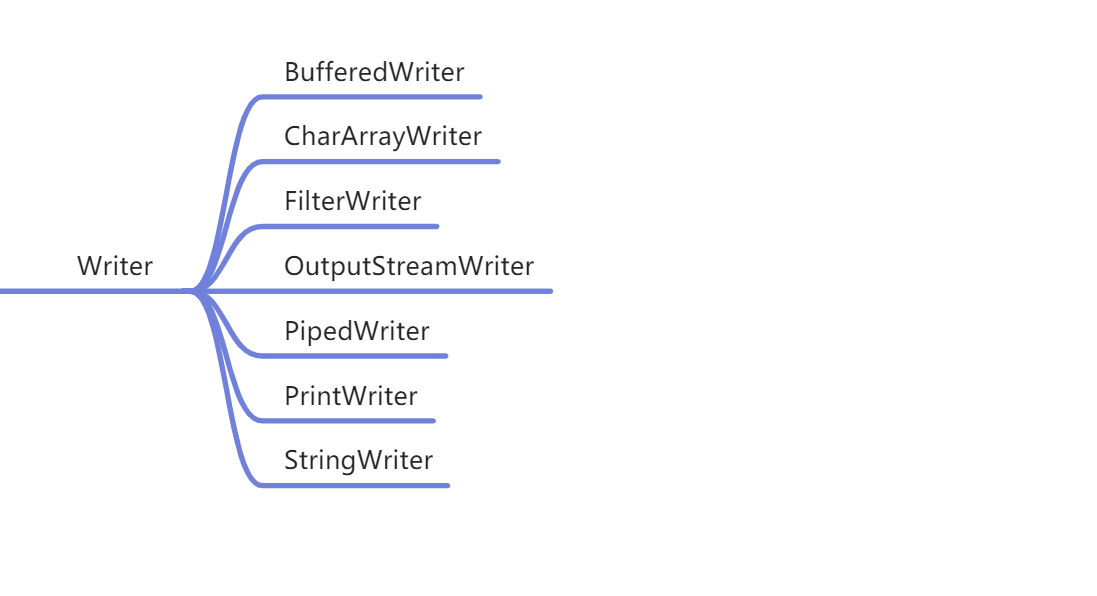 BufferedWriter
CharArrayWriter
FilterWriter
Writer
OutputStreamWriter
PipedWriter
PrintWriter
StringWriter